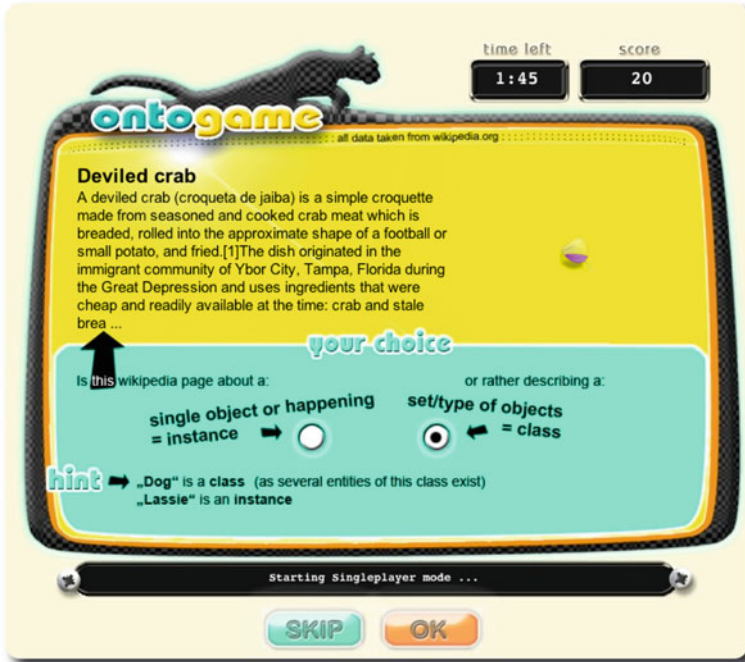 time left score
1:45 20
ontogame
all data taken from wikipedia.org
Deviled crab
A deviled crab (croqueta de jaiba) is a simple croquette
made from seasoned and cooked crab meat which is
breaded, rolled into the approximate shape of a football or
small potato, and fried.[1]The dish originated in the
immigrant community of Ybor City, Tampa, Florida during
the Great Depression and uses ingredients that were
cheap and readily available at the time: crab and stale
brea ...
your choice
Is this wikipedia page about a: or rather describing a:
single object or happening set/type of objects
= instance = class
hint „Dog“ is a class (as several entities of this class exist)
„Lassie“ is an instance
Starting Singleplayer mode ...
SKIP OK